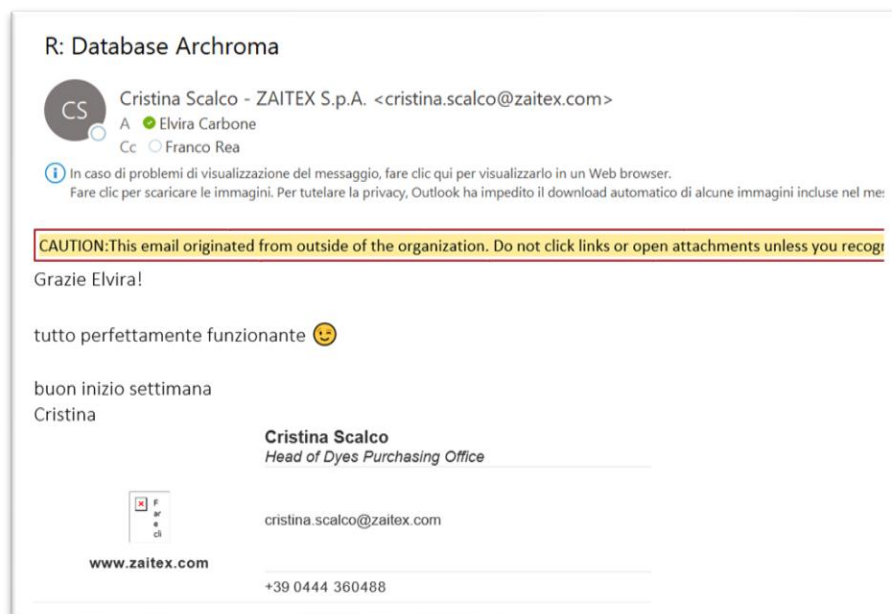 R: Database Archroma
CS
Cristina Scalco - ZAITEX S.p.A. <cristina.scalco@zaitex.com>
A Elvira Carbone
Cc Franco Rea
In caso di problemi di visualizzazione del messaggio, fare clic qui per visualizzarlo in un Web browser.
Fare clic per scaricare le immagini. Per tutelare la privacy, Outlook ha impedito il download automatico di alcune immagini incluse nel
CAUTION:This email originated from outside of the organization. Do not click links or open attachments unless you
Grazie Elvira!
tutto perfettamente funzionante 😉
buon inizio settimana
Cristina
Cristina Scalco
Head of Dyes Purchasing Office
F
ar
e
cli
cristina.scalco@zaitex.com
www.zaitex.com
+39 0444 360488